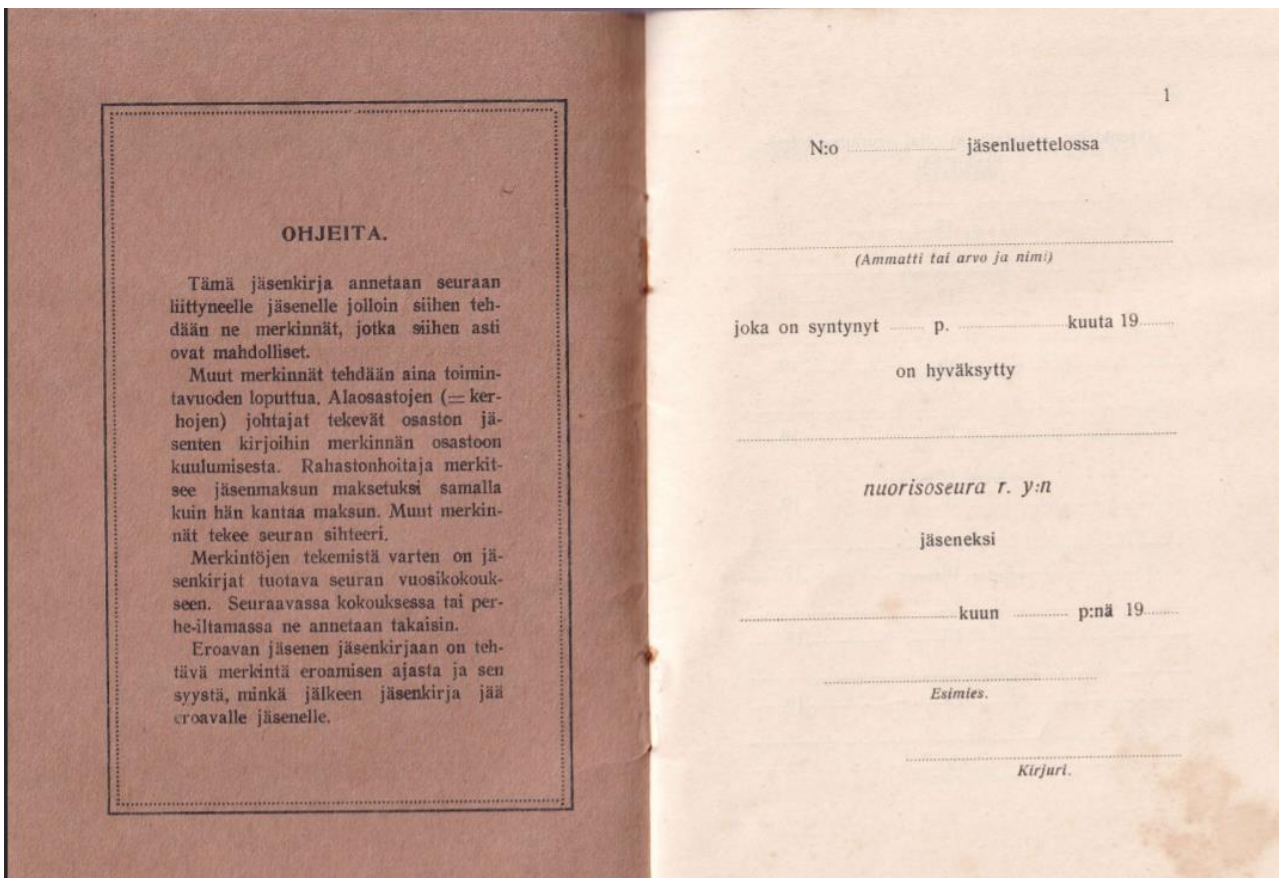 OHJEITA.
Tämä jäsenkirja annetaan seuraan
liittyneelle jäsenelle jolloin siihen teh-
dään ne merkinnät, jotka siihen asti
ovat mahdolliset.
Muut merkinnät tehdään aina toimin-
tavuoden loputtua. Alaosastojen (= ker-
hojen) johtajat tekevät osaston jä-
senten kirjoihin merkinnän osastoon
kuulumisesta. Rahastonhoitaja merkit-
see jäsenmaksun maksetuksi samalla
kuin hän kantaa maksun. Muut merkin-
nät tekee seuran sihteeri.
Merkintöjen tekemistä varten on jä-
senkirjat tuotava seuran vuosikokouk-
seen. Seuraavassa kokouksessa tai per-
he-iltamassa ne annetaan takaisin.
Eroavan jäsenen jäsenkirjaan on teh-
tävä merkintä eroamisen ajasta ja sen
syystä, minkä jälkeen jäsenkirja jää
eroavalle jäsenelle.
1
N:o ............ jäsenluettelossa
(Ammatti tai arvo ja nimi)
joka on syntynyt ...... p. ............ kuuta 19......
on hyväksytty
nuorisoseura r. y:n
jäseneksi
............ kuun ............ p:nä 19......
Esimies.
Kirjuri.